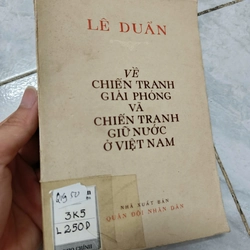 LÊ DUẨN
VỀ
CHIẾN TRANH
GIẢI PHÓNG
VÀ
CHIẾN TRANH
GIỮ NƯỚC
Ở VIỆT NAM
3K5
L250D
NHÀ XUẤT BẢN
QUÂN ĐỘI NHÂN DÂN